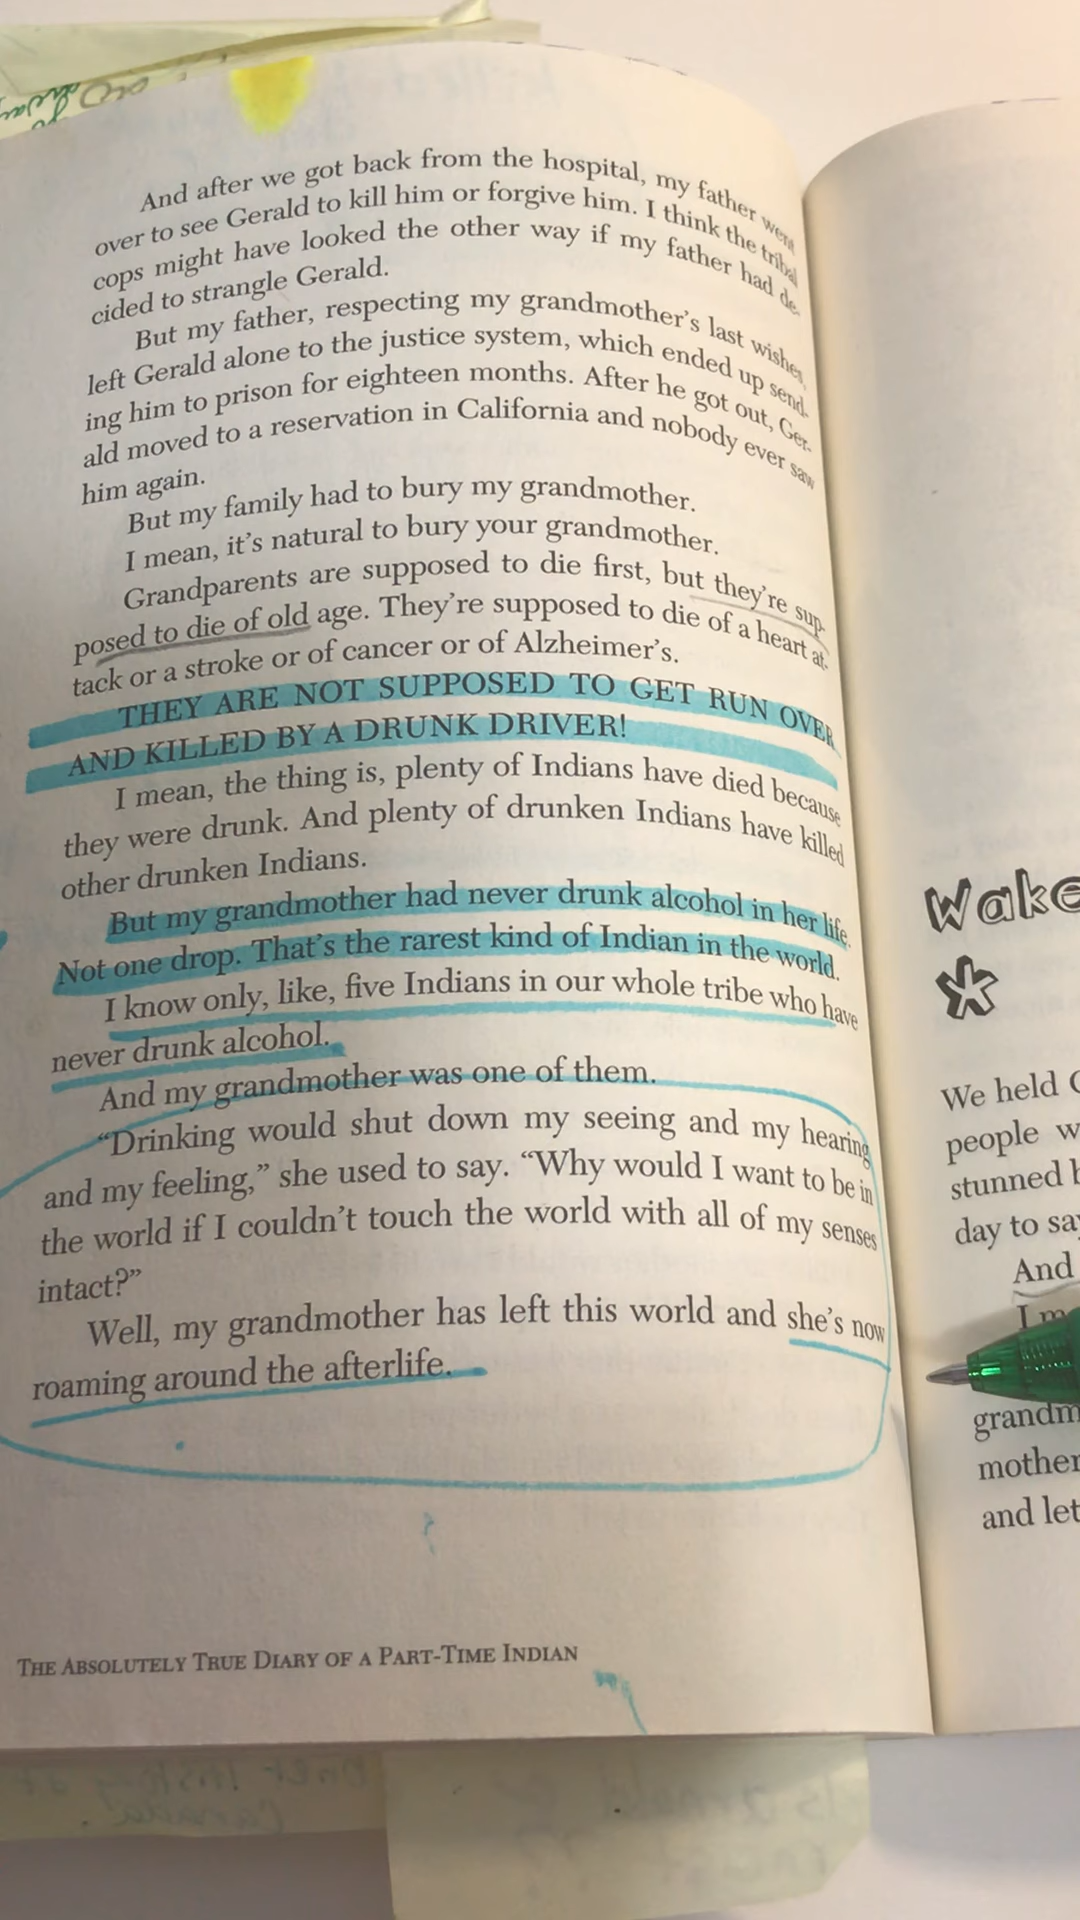 And after we got back from the hospital, my father went
over to see Gerald to kill him or forgive him. I think the tribal
cops might have looked the other way if my father had de-
cided to strangle Gerald.
But my father, respecting my grandmother's last wishes,
left Gerald alone to the justice system, which ended up send-
ing him to prison for eighteen months. After he got out, Ger-
ald moved to a reservation in California and nobody ever saw
him again.
But my family had to bury my grandmother.
I mean, it's natural to bury your grandmother.
Grandparents are supposed to die first, but they're sup-
posed to die of old age. They're supposed to die of a heart at-
tack or a stroke or of cancer or of Alzheimer's.
THEY ARE NOT SUPPOSED TO GET RUN OVER
AND KILLED BY A DRUNK DRIVER!
I mean, the thing is, plenty of Indians have died because
they were drunk. And plenty of drunken Indians have killed
other drunken Indians.
But my grandmother had never drunk alcohol in her life.
Not one drop. That's the rarest kind of Indian in the world.
I know only, like, five Indians in our whole tribe who have
never drunk alcohol.
And my grandmother was one of them.
"Drinking would shut down my seeing and my hearing
and my feeling," she used to say. "Why would I want to be in
the world if I couldn't touch the world with all of my senses
intact?"
Well, my grandmother has left this world and she's now
roaming around the afterlife.
THE ABSOLUTELY TRUE DIARY OF A PART-TIME INDIAN
Wake
We held
people w
stunned
day to sa
And
grandm
mother
and let